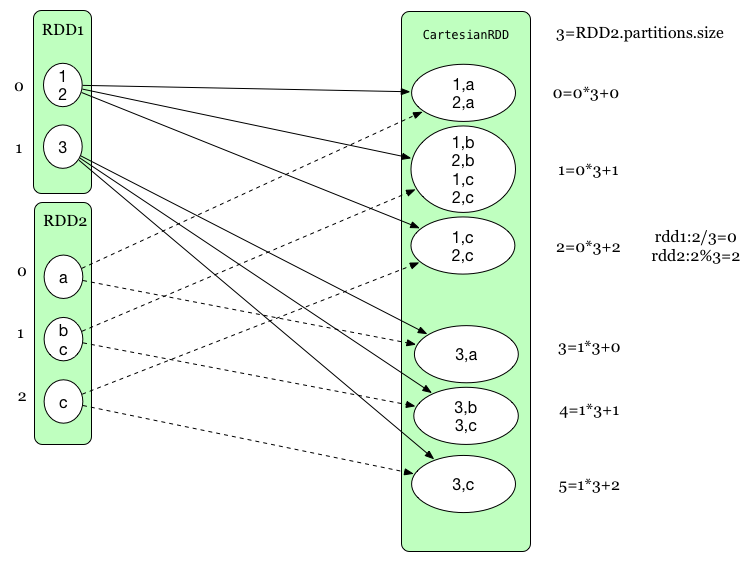 RDD1
0
1
2
1
3
RDD2
0
a
1
b
c
2
c
CartesianRDD
1,a
2,a
1,b
2,b
1,c
2,c
1,c
2,c
3,a
3,b
3,c
3,c
3=RDD2.partitions.size
0=0*3+0
1=0*3+1
2=0*3+2
rdd1:2/3=0
rdd2:2%3=2
3=1*3+0
4=1*3+1
5=1*3+2